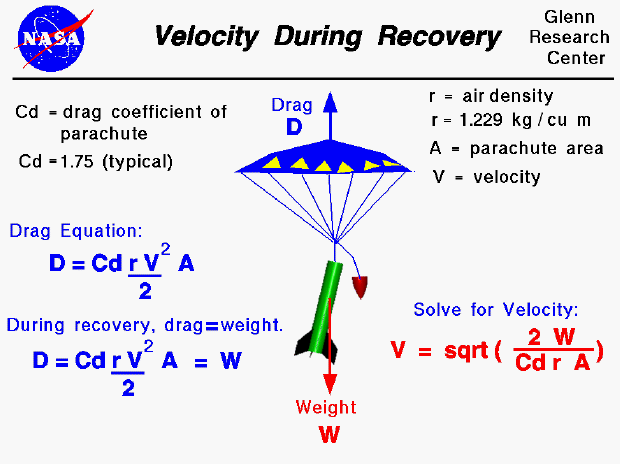 NASA
Velocity During Recovery
Glenn
Research
Center
Cd = drag coefficient of
parachute
Cd =1.75 (typical)
Drag
D
r = air density
r = 1.229 kg / cu m
A = parachute area
V = velocity
Drag Equation:
D = Cd r V² A
2
During recovery, drag=weight.
D = Cd r V² A = W
2
Solve for Velocity:
V = sqrt ( 2 W )
Cd r A
Weight
W